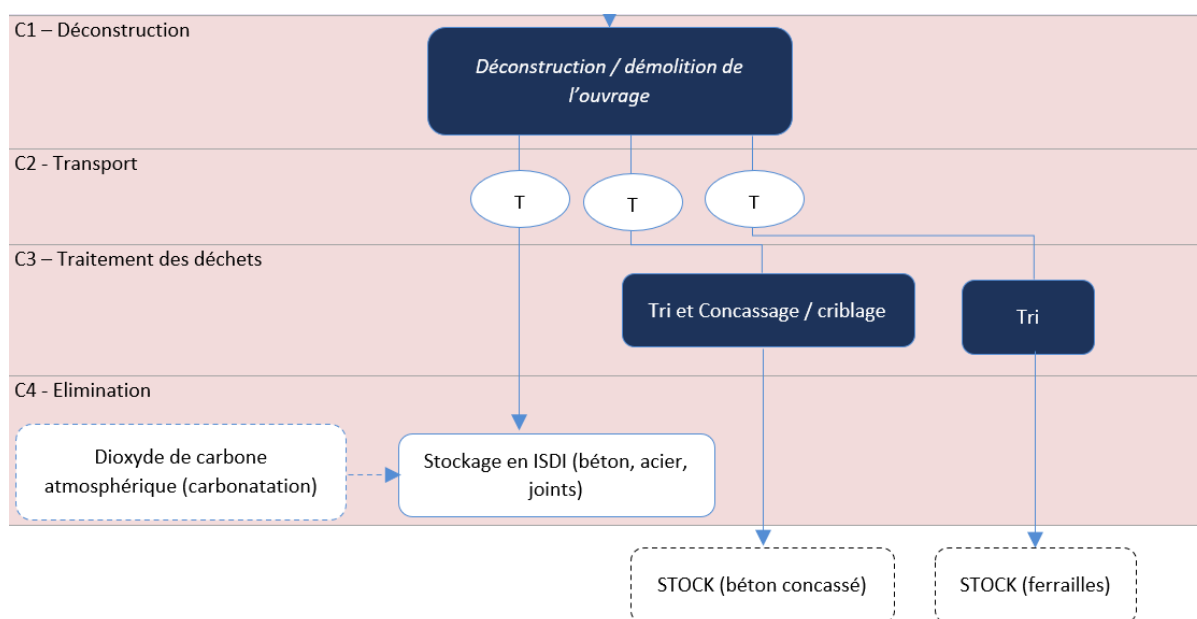 C1 – Déconstruction
Déconstruction / démolition de
l’ouvrage
C2 - Transport
T
T
T
C3 – Traitement des déchets
Tri et Concassage / criblage
Tri
C4 - Elimination
Dioxyde de carbone
atmosphérique (carbonatation)
Stockage en ISDI (béton, acier,
joints)
STOCK (béton concassé)
STOCK (ferrailles)